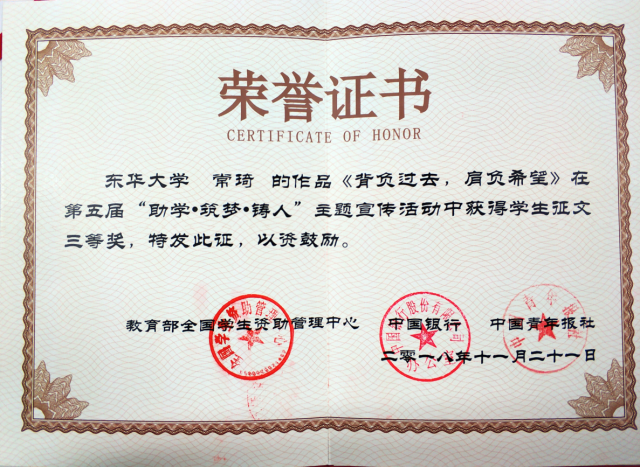 荣誉证书
CERTIFICATE OF HONOR
东华大学 常琦 的作品《背负过去，肩负希望》在
第五届“助学·筑梦·铸人”主题宣传活动中获得学生征文
三等奖，特发此证，以资鼓励。
教育部全国学生资助管理中心 中国银行 中国青年报社
二〇一八年十一月二十一日